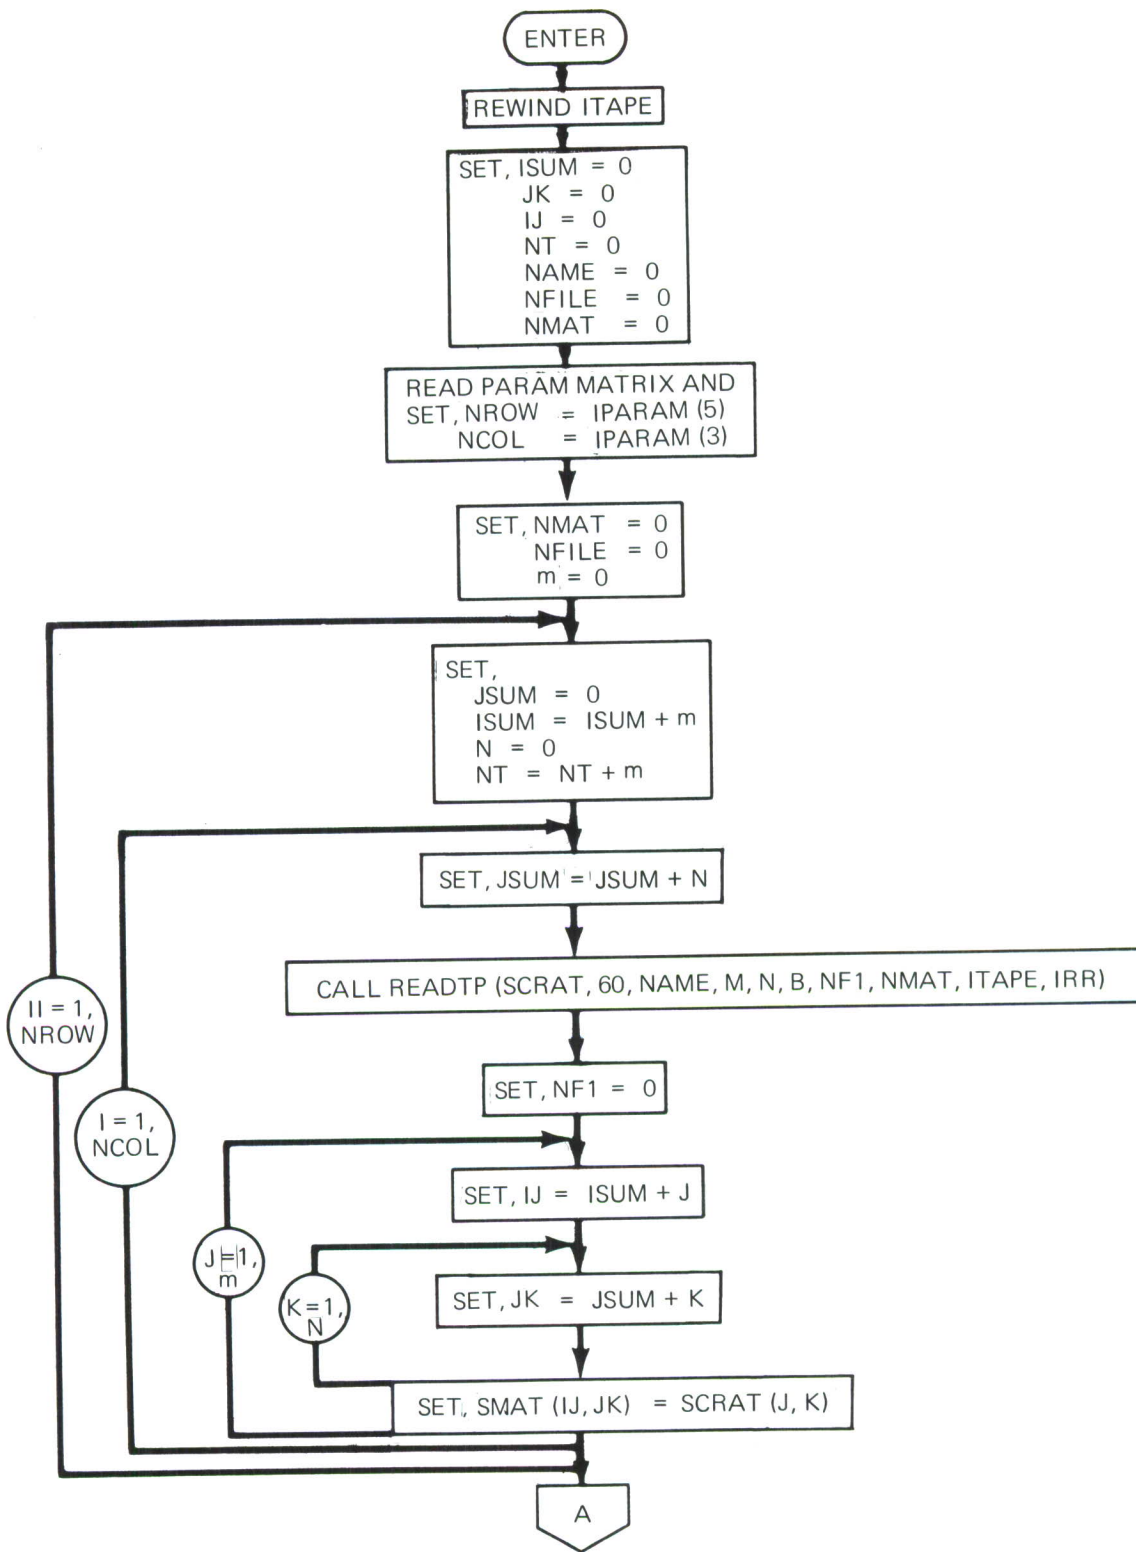 ENTER
REWIND ITAPE
SET, ISUM = 0
JK = 0
IJ = 0
NT = 0
NAME = 0
NFILE = 0
NMAT = 0
READ PARAM MATRIX AND
SET, NROW = IPARAM (5)
NCOL = IPARAM (3)
SET, NMAT = 0
NFILE = 0
m = 0
SET,
JSUM = 0
ISUM = ISUM + m
N = 0
NT = NT + m
SET, JSUM = JSUM + N
CALL READTP (SCRAT, 60, NAME, M, N, B, NF1, NMAT, ITAPE, IRR)
II = 1,
NROW
SET, NF1 = 0
I = 1,
NCOL
SET, IJ = ISUM + J
J = 1,
m
K = 1,
N
SET, JK = JSUM + K
SET, SMAT (IJ, JK) = SCRAT (J, K)
A